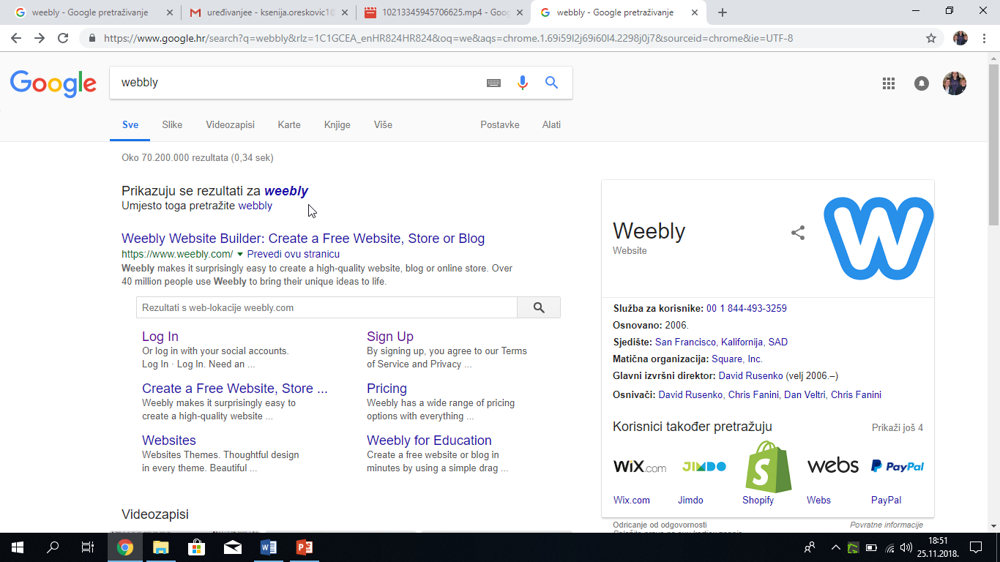 weebly - Google pretraživanje
uređivanjee - ksenija.oreskovic1@
10213345945706625.mp4 - Goog
webbly - Google pretraživanje
https://www.google.hr/search?q=webbly&rlz=1C1GCEA_enHR824HR824&oq=we&aqs=chrome.1.69i59l2j69i60l4.2298j0j7&sourceid=chrome&ie=UTF-8
Google
webbly
Sve
Slike
Videozapisi
Karte
Knjige
Više
Postavke
Alati
Oko 70.200.000 rezultata (0,34 sek)
Prikazuju se rezultati za weebly
Umjesto toga pretražite webbly
Weebly Website Builder: Create a Free Website, Store or Blog
https://www.weebly.com/ Prevedi ovu stranicu
Weebly makes it surprisingly easy to create a high-quality website, blog or online store. Over
40 million people use Weebly to bring their unique ideas to life.
Rezultati s web-lokacije weebly.com
Log In
Or log in with your social accounts.
Log In · Log In. Need an ...
Sign Up
By signing up, you agree to our Terms
of Service and Privacy ...
Create a Free Website, Store ...
Weebly makes it surprisingly easy to
create a high-quality website ...
Pricing
Weebly has a wide range of pricing
options with everything ...
Websites
Websites Themes. Thoughtful design
in every theme. Beautiful ...
Weebly for Education
Create a free website or blog in
minutes by using a simple drag ...
Videozapisi
Weebly
Website
Služba za korisnike: 00 1 844-493-3259
Osnovano: 2006.
Sjedište: San Francisco, Kalifornija, SAD
Matična organizacija: Square, Inc.
Glavni izvršni direktor: David Rusenko (velj 2006.–)
Osnivači: David Rusenko, Chris Fanini, Dan Veltri, Chris Fanini
Korisnici također pretražuju
Prikaži još 4
WiX.com
JIMDO
webs
PayPal
Wix.com
Jimdo
Shopify
Webs
PayPal
Odricanje od odgovornosti
Povratne informacije
18:51
25.11.2018.